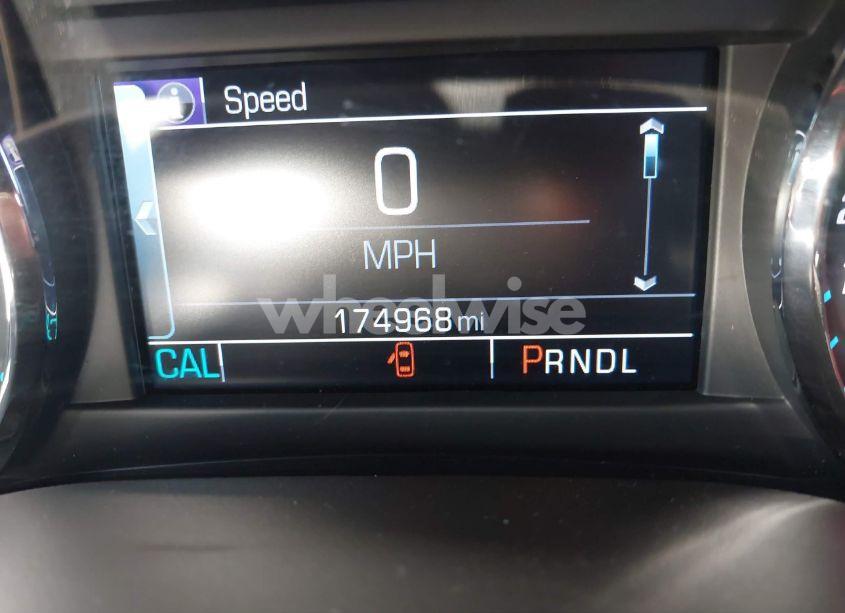 Speed
0
MPH
wheelwise
174968 mi
CAL
PRNDL